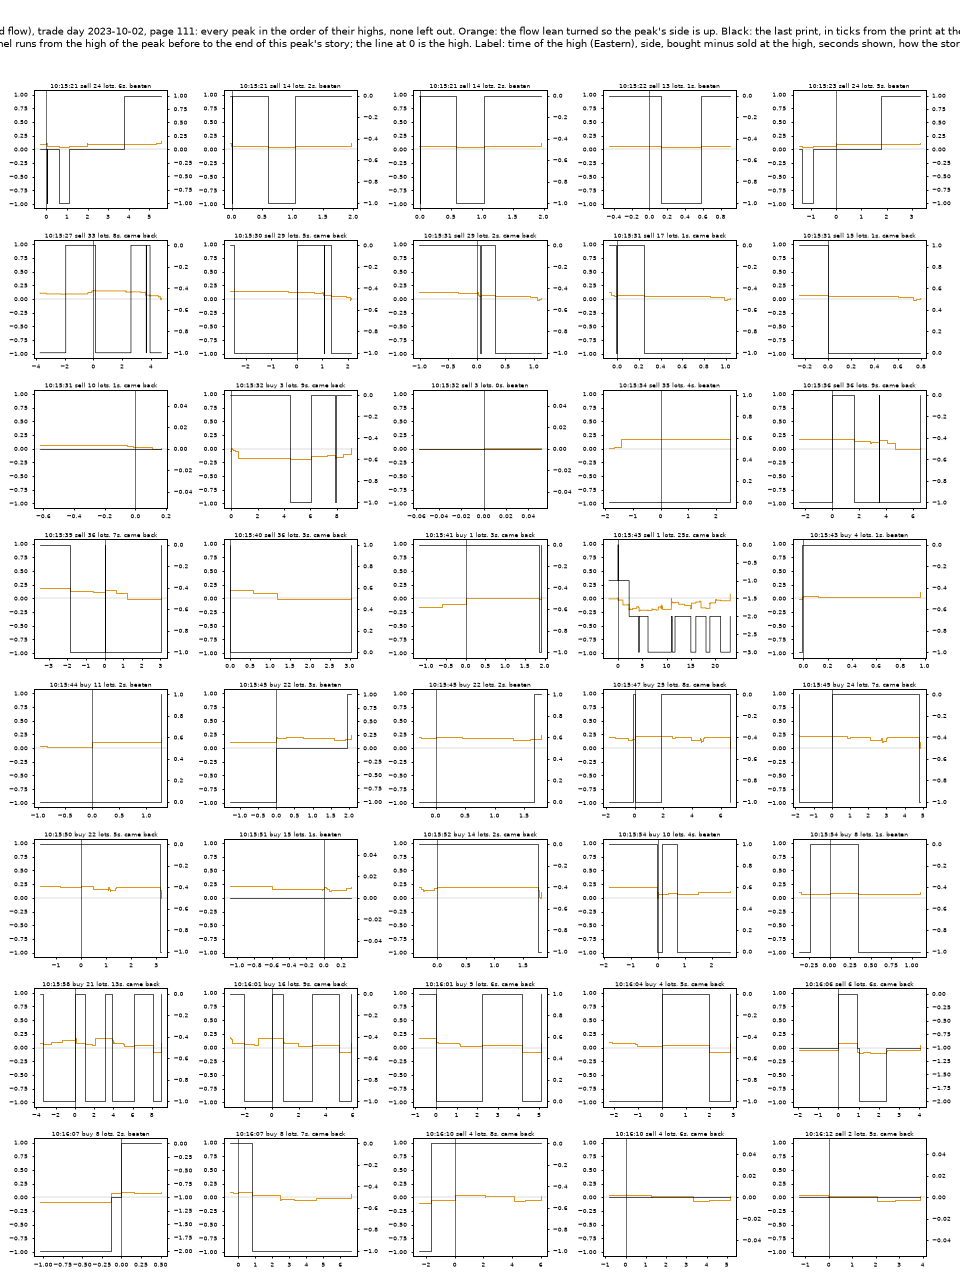 d flow), trade day 2023-10-02, page 111: every peak in the order of their highs, none left out. Orange: the flow lean turned so the peak's side is up. Black: the last print, in ticks from the print at the
nel runs from the high of the peak before to the end of this peak's story; the line at 0 is the high. Label: time of the high (Eastern), side, bought minus sold at the high, seconds shown, how the stor
10:15:21 sell 24 lots. 6s. beaten
10:15:21 sell 14 lots. 2s. beaten
10:15:21 sell 14 lots. 2s. beaten
10:15:22 sell 13 lots. 1s. beaten
10:15:23 sell 24 lots. 5s. beaten
10:15:27 sell 33 lots. 8s. came back
10:15:30 sell 29 lots. 5s. came back
10:15:31 sell 29 lots. 2s. came back
10:15:31 sell 17 lots. 1s. came back
10:15:31 sell 15 lots. 1s. came back
10:15:31 sell 10 lots. 1s. came back
10:15:32 buy 3 lots. 9s. came back
10:15:32 sell 3 lots. 0s. beaten
10:15:34 sell 35 lots. 4s. beaten
10:15:36 sell 36 lots. 9s. came back
10:15:39 sell 36 lots. 7s. came back
10:15:40 sell 36 lots. 3s. came back
10:15:41 buy 1 lots. 3s. came back
10:15:43 sell 1 lots. 25s. came back
10:15:43 buy 4 lots. 1s. beaten
10:15:44 buy 11 lots. 2s. beaten
10:15:45 buy 22 lots. 3s. beaten
10:15:45 buy 22 lots. 2s. beaten
10:15:47 buy 25 lots. 8s. came back
10:15:49 buy 24 lots. 7s. came back
10:15:50 buy 22 lots. 5s. came back
10:15:51 buy 15 lots. 1s. beaten
10:15:52 buy 14 lots. 2s. came back
10:15:54 buy 10 lots. 4s. beaten
10:15:54 buy 8 lots. 1s. beaten
10:15:58 buy 21 lots. 13s. came back
10:16:01 buy 16 lots. 9s. came back
10:16:01 buy 9 lots. 6s. came back
10:16:04 buy 4 lots. 5s. came back
10:16:06 sell 6 lots. 6s. came back
10:16:07 buy 8 lots. 2s. beaten
10:16:07 buy 8 lots. 7s. came back
10:16:10 sell 4 lots. 8s. came back
10:16:10 sell 4 lots. 6s. came back
10:16:12 sell 2 lots. 5s. came back